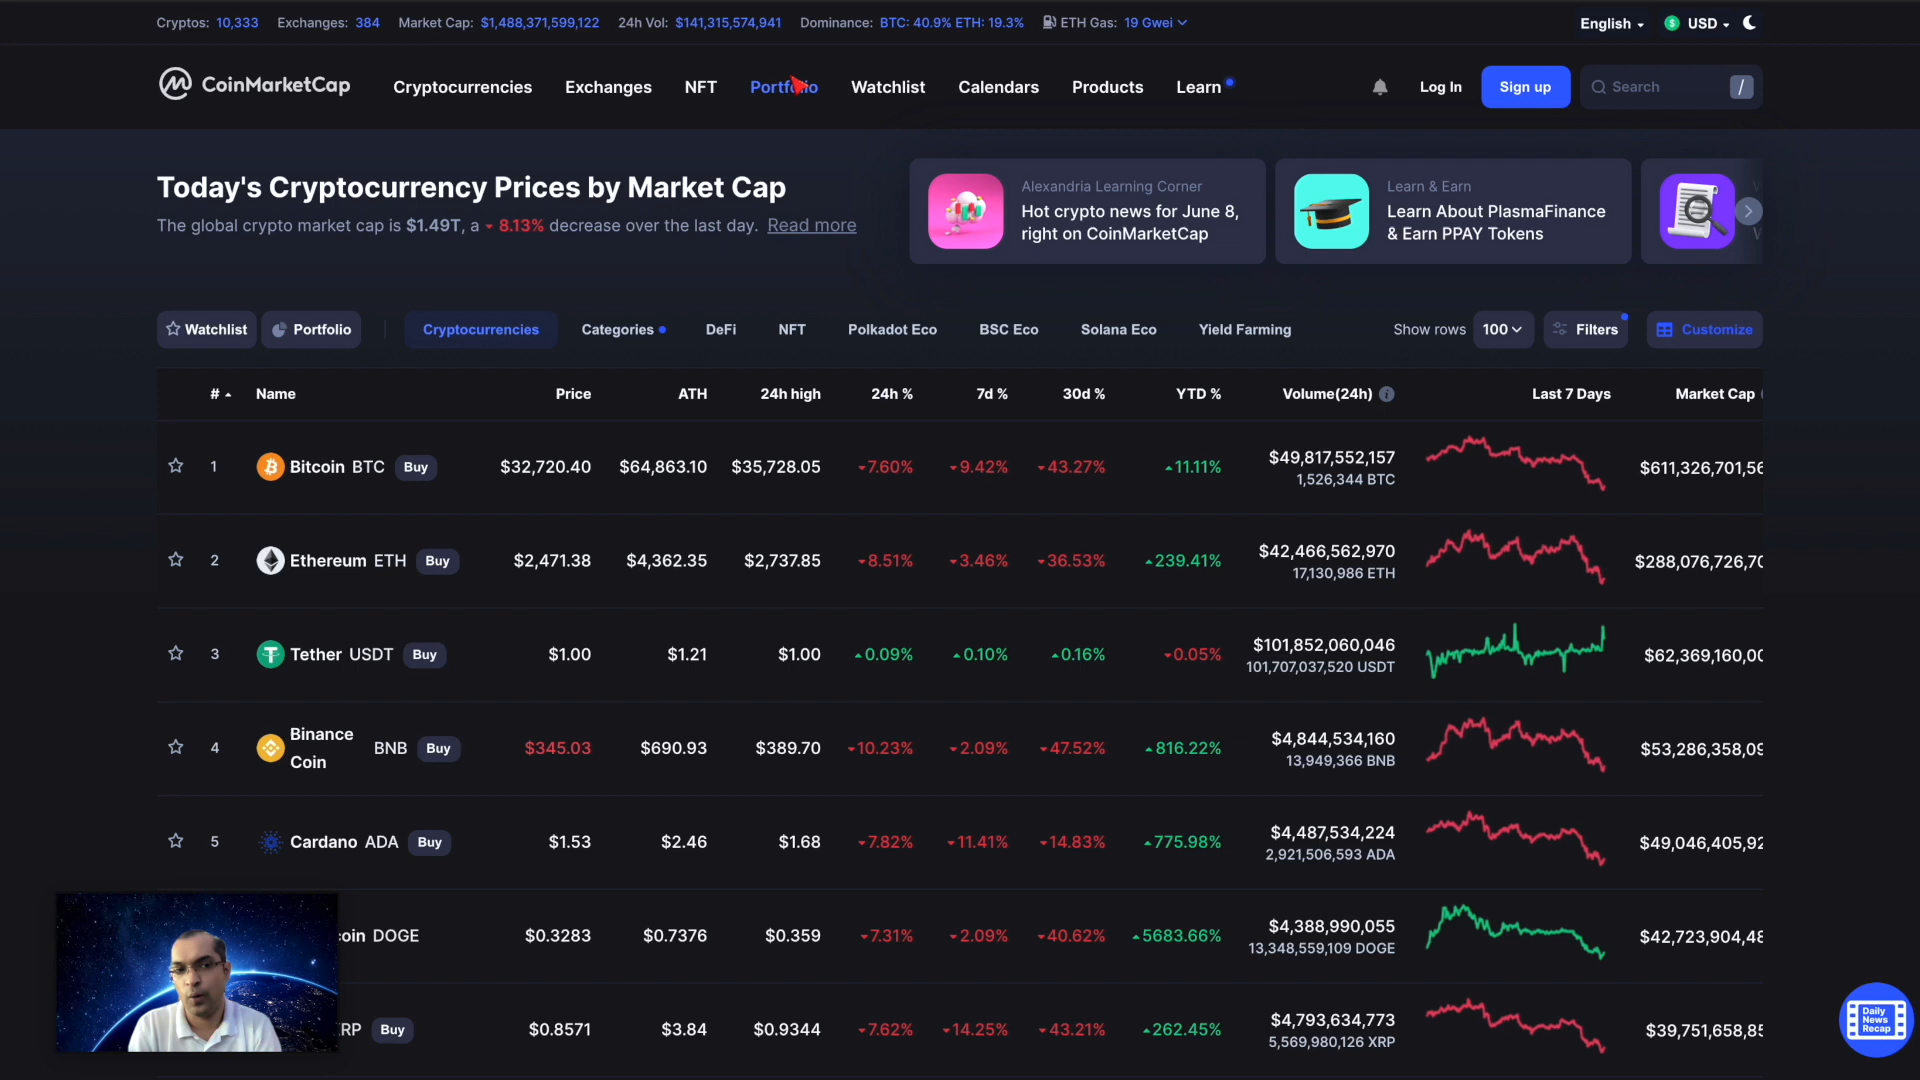 Cryptos: 10,333 Exchanges: 384 Market Cap: $1,488,371,599,122 24h Vol: $141,315,574,941 Dominance: BTC: 40.9% ETH: 19.3% ETH Gas: 19 Gwei English $ USD
CoinMarketCap Cryptocurrencies Exchanges NFT Portfolio Watchlist Calendars Products Learn Log In Sign up Search /
Today's Cryptocurrency Prices by Market Cap
The global crypto market cap is $1.49T, a 8.13% decrease over the last day. Read more
Alexandria Learning Corner
Hot crypto news for June 8,
right on CoinMarketCap
Learn & Earn
Learn About PlasmaFinance
& Earn PPAY Tokens
Watchlist Portfolio Cryptocurrencies Categories DeFi NFT Polkadot Eco BSC Eco Solana Eco Yield Farming Show rows 100 Filters Customize
# Name Price ATH 24h high 24h % 7d % 30d % YTD % Volume(24h) Last 7 Days Market Cap
1 Bitcoin BTC Buy $32,720.40 $64,863.10 $35,728.05 7.60% 9.42% 43.27% 11.11% $49,817,552,157 $611,326,701,56
1,526,344 BTC
2 Ethereum ETH Buy $2,471.38 $4,362.35 $2,737.85 8.51% 3.46% 36.53% 239.41% $42,466,562,970 $288,076,726,70
17,130,986 ETH
3 Tether USDT Buy $1.00 $1.21 $1.00 0.09% 0.10% 0.16% 0.05% $101,852,060,046 $62,369,160,00
101,707,037,520 USDT
4 Binance Coin BNB Buy $345.03 $690.93 $389.70 10.23% 2.09% 47.52% 816.22% $4,844,534,160 $53,286,358,09
13,949,366 BNB
5 Cardano ADA Buy $1.53 $2.46 $1.68 7.82% 11.41% 14.83% 775.98% $4,487,534,224 $49,046,405,92
2,921,506,593 ADA
coin DOGE $0.3283 $0.7376 $0.359 7.31% 2.09% 40.62% 5683.66% $4,388,990,055 $42,723,904,48
13,348,559,109 DOGE
RP Buy $0.8571 $3.84 $0.9344 7.62% 14.25% 43.21% 262.45% $4,793,634,773 $39,751,658,85
5,569,980,126 XRP
Daily
News
Recap